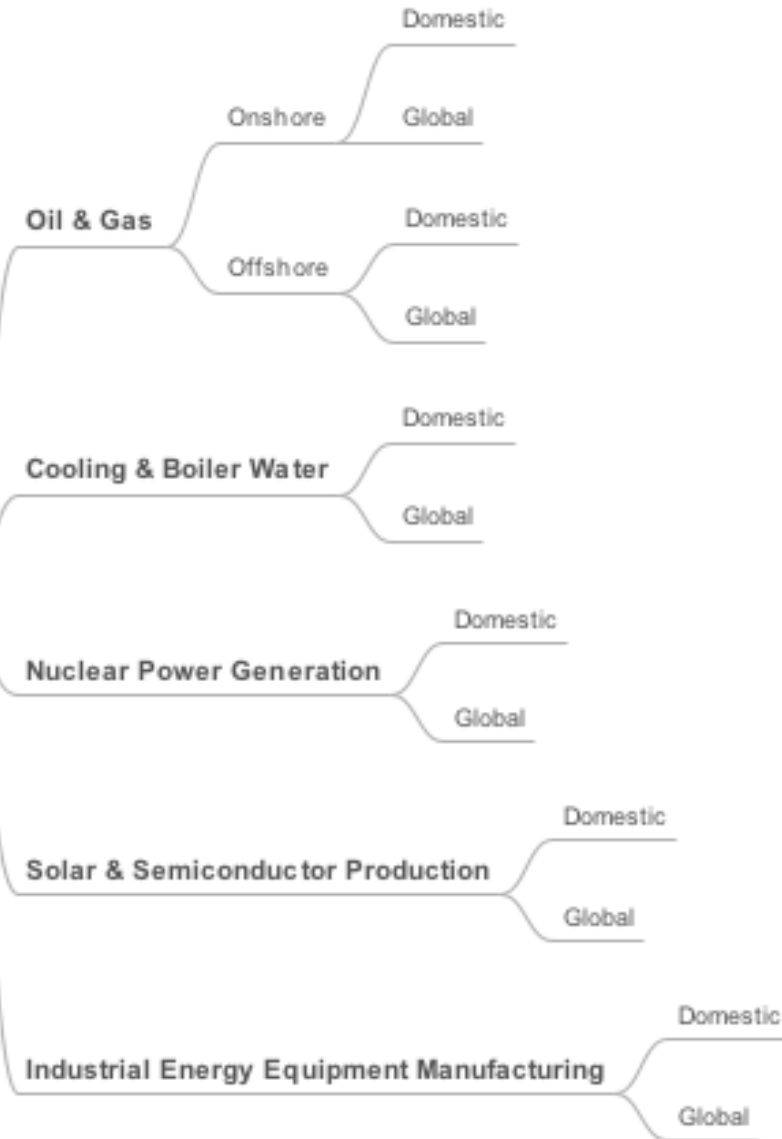 Domestic
Onshore
Global
Oil & Gas
Domestic
Offshore
Global
Domestic
Cooling & Boiler Water
Global
Domestic
Nuclear Power Generation
Global
Domestic
Solar & Semiconductor Production
Global
Domestic
Industrial Energy Equipment Manufacturing
Global